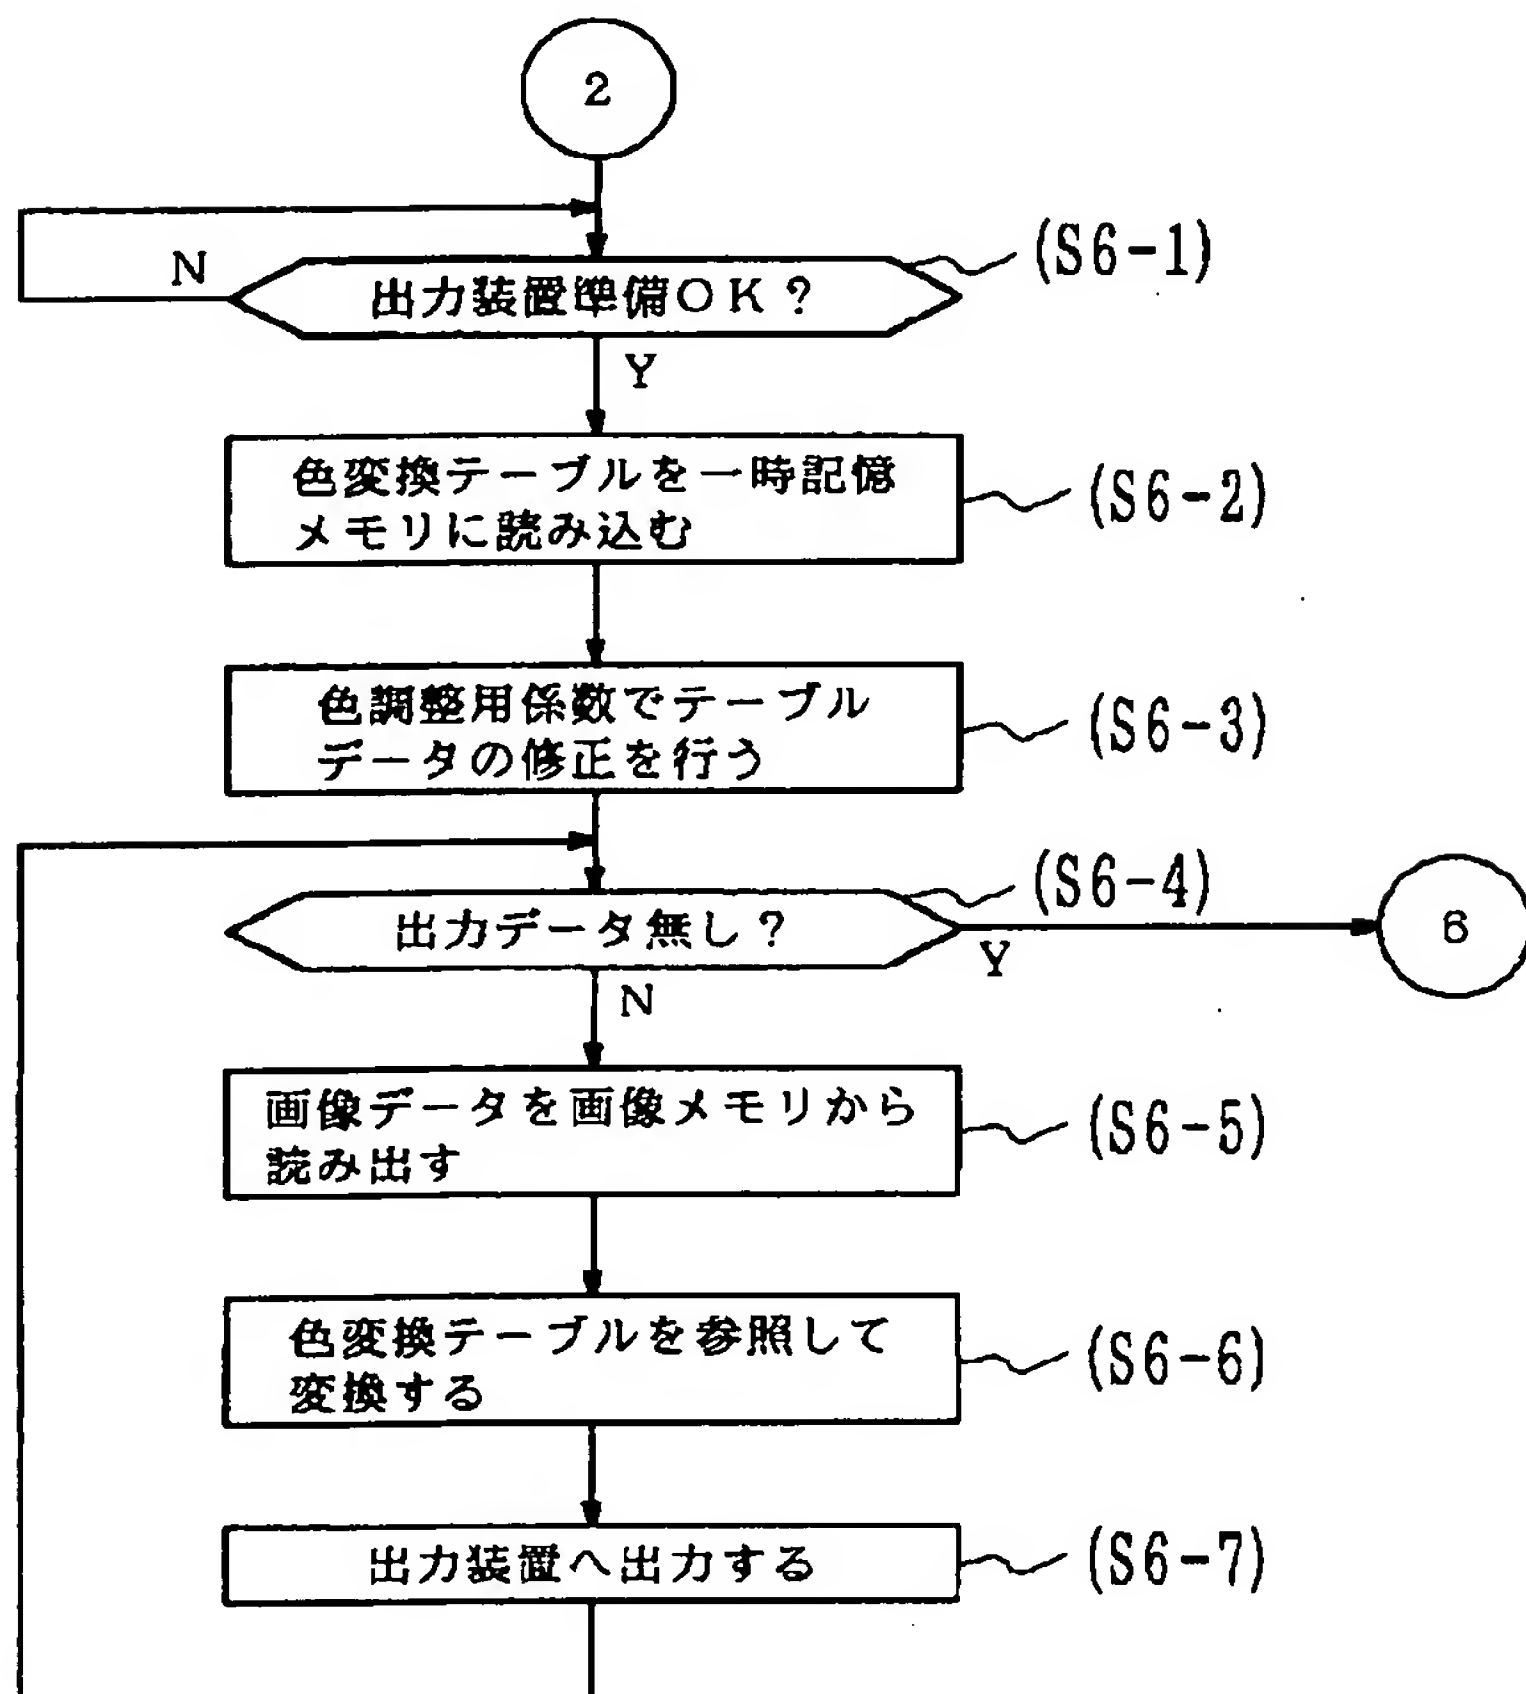 2
N
出力装置準備OK?
(S6-1)
Y
色変換テーブルを一時記憶
メモリに読み込む
(S6-2)
色調整用係数でテーブル
データの修正を行う
(S6-3)
出力データ無し?
(S6-4)
Y
6
N
画像データを画像メモリから
読み出す
(S6-5)
色変換テーブルを参照して
変換する
(S6-6)
出力装置へ出力する
(S6-7)